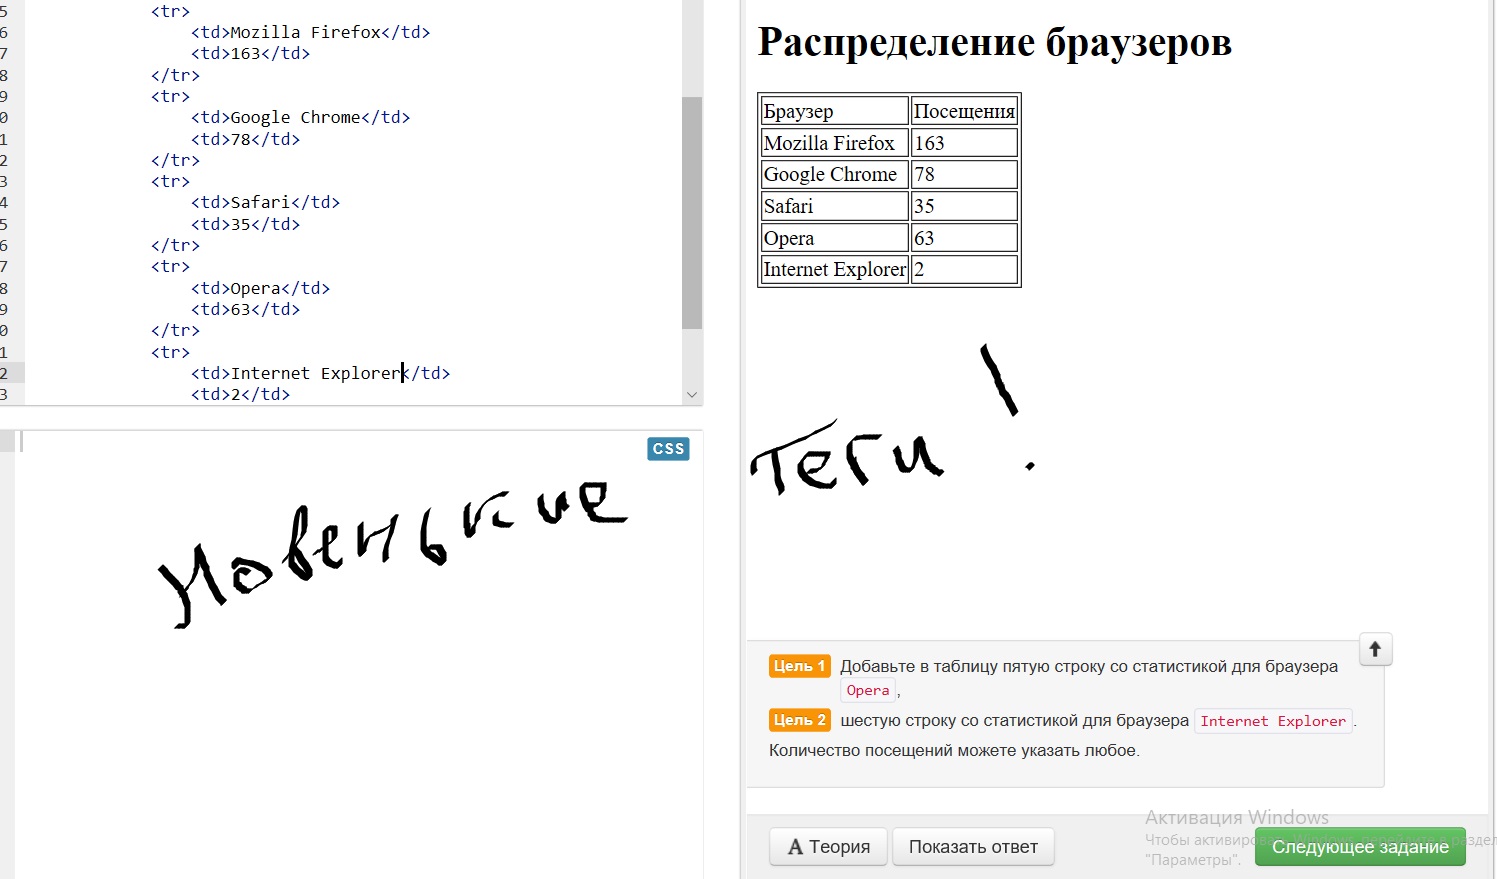 5 <tr>
6 <td>Mozilla Firefox</td>
7 <td>163</td>
8 </tr>
9 <tr>
0 <td>Google Chrome</td>
1 <td>78</td>
2 </tr>
3 <tr>
4 <td>Safari</td>
5 <td>35</td>
6 </tr>
7 <tr>
8 <td>Opera</td>
9 <td>63</td>
0 </tr>
1 <tr>
2 <td>Internet Explorer</td>
3 <td>2</td>
CSS
Новенькие
Распределение браузеров
Браузер Посещения
Mozilla Firefox 163
Google Chrome 78
Safari 35
Opera 63
Internet Explorer 2
теги !
Цель 1 Добавьте в таблицу пятую строку со статистикой для браузера
Opera ,
Цель 2 шестую строку со статистикой для браузера Internet Explorer .
Количество посещений можете указать любое.
Активация Windows
Чтобы активировать Windows, перейдите в раздел
"Параметры".
A Теория Показать ответ Следующее задание